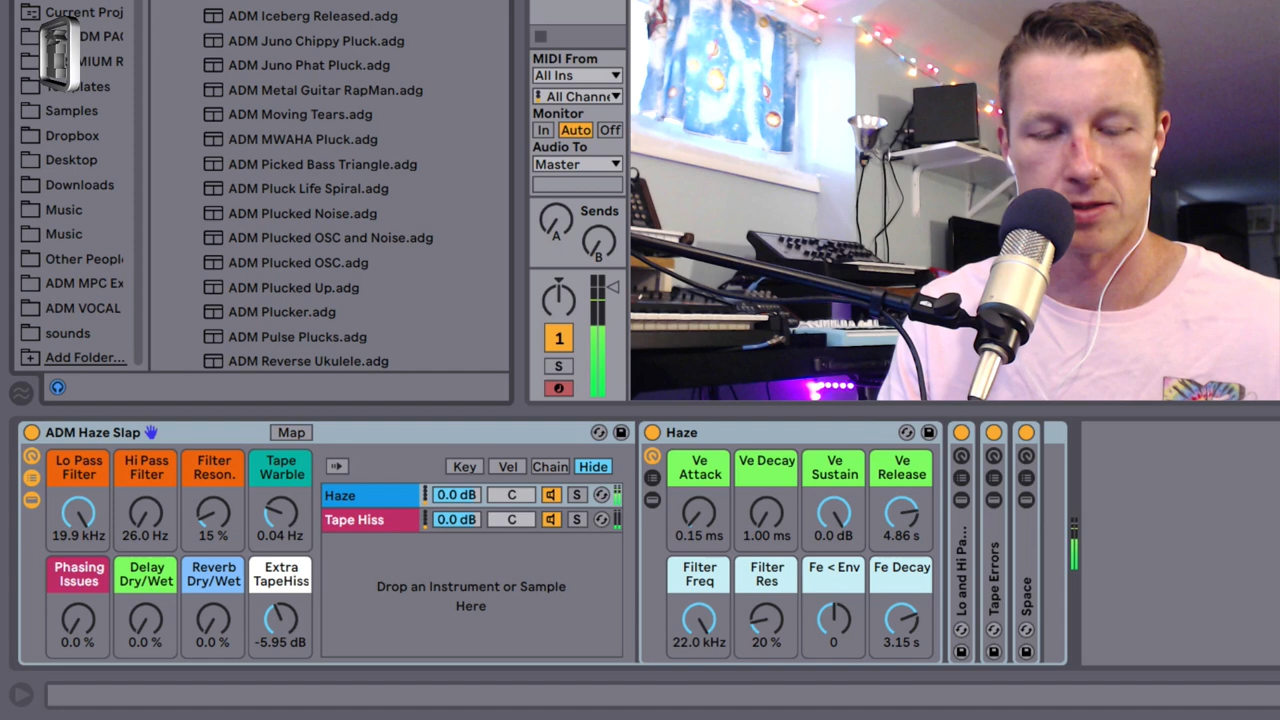 Current Proj
DM PAC
MIUM R
plates
Samples
Dropbox
Desktop
Downloads
Music
Music
Other People
ADM MPC Ex
ADM VOCAL
sounds
Add Folder...
ADM Iceberg Released.adg
ADM Juno Chippy Pluck.adg
ADM Juno Phat Pluck.adg
ADM Metal Guitar RapMan.adg
ADM Moving Tears.adg
ADM MWAHA Pluck.adg
ADM Picked Bass Triangle.adg
ADM Pluck Life Spiral.adg
ADM Plucked Noise.adg
ADM Plucked OSC and Noise.adg
ADM Plucked OSC.adg
ADM Plucked Up.adg
ADM Plucker.adg
ADM Pulse Plucks.adg
ADM Reverse Ukulele.adg
MIDI From
All Ins
All Channe
Monitor
In Auto Off
Audio To
Master
Sends
A
B
1
S
ADM Haze Slap Map
Lo Pass Filter
Hi Pass Filter
Filter Reson.
Tape Warble
19.9 kHz 26.0 Hz 15 % 0.04 Hz
Phasing Issues
Delay Dry/Wet
Reverb Dry/Wet
Extra TapeHiss
0.0 % 0.0 % 0.0 % -5.95 dB
Key Vel Chain Hide
Haze 0.0 dB C S
Tape Hiss 0.0 dB C S
Drop an Instrument or Sample
Here
Haze
Ve Attack
Ve Decay
Ve Sustain
Ve Release
0.15 ms 1.00 ms 0.0 dB 4.86 s
Filter Freq
Filter Res
Fe < Env
Fe Decay
22.0 kHz 20 % 0 3.15 s
Lo and Hi Pa...
Tape Errors
Space